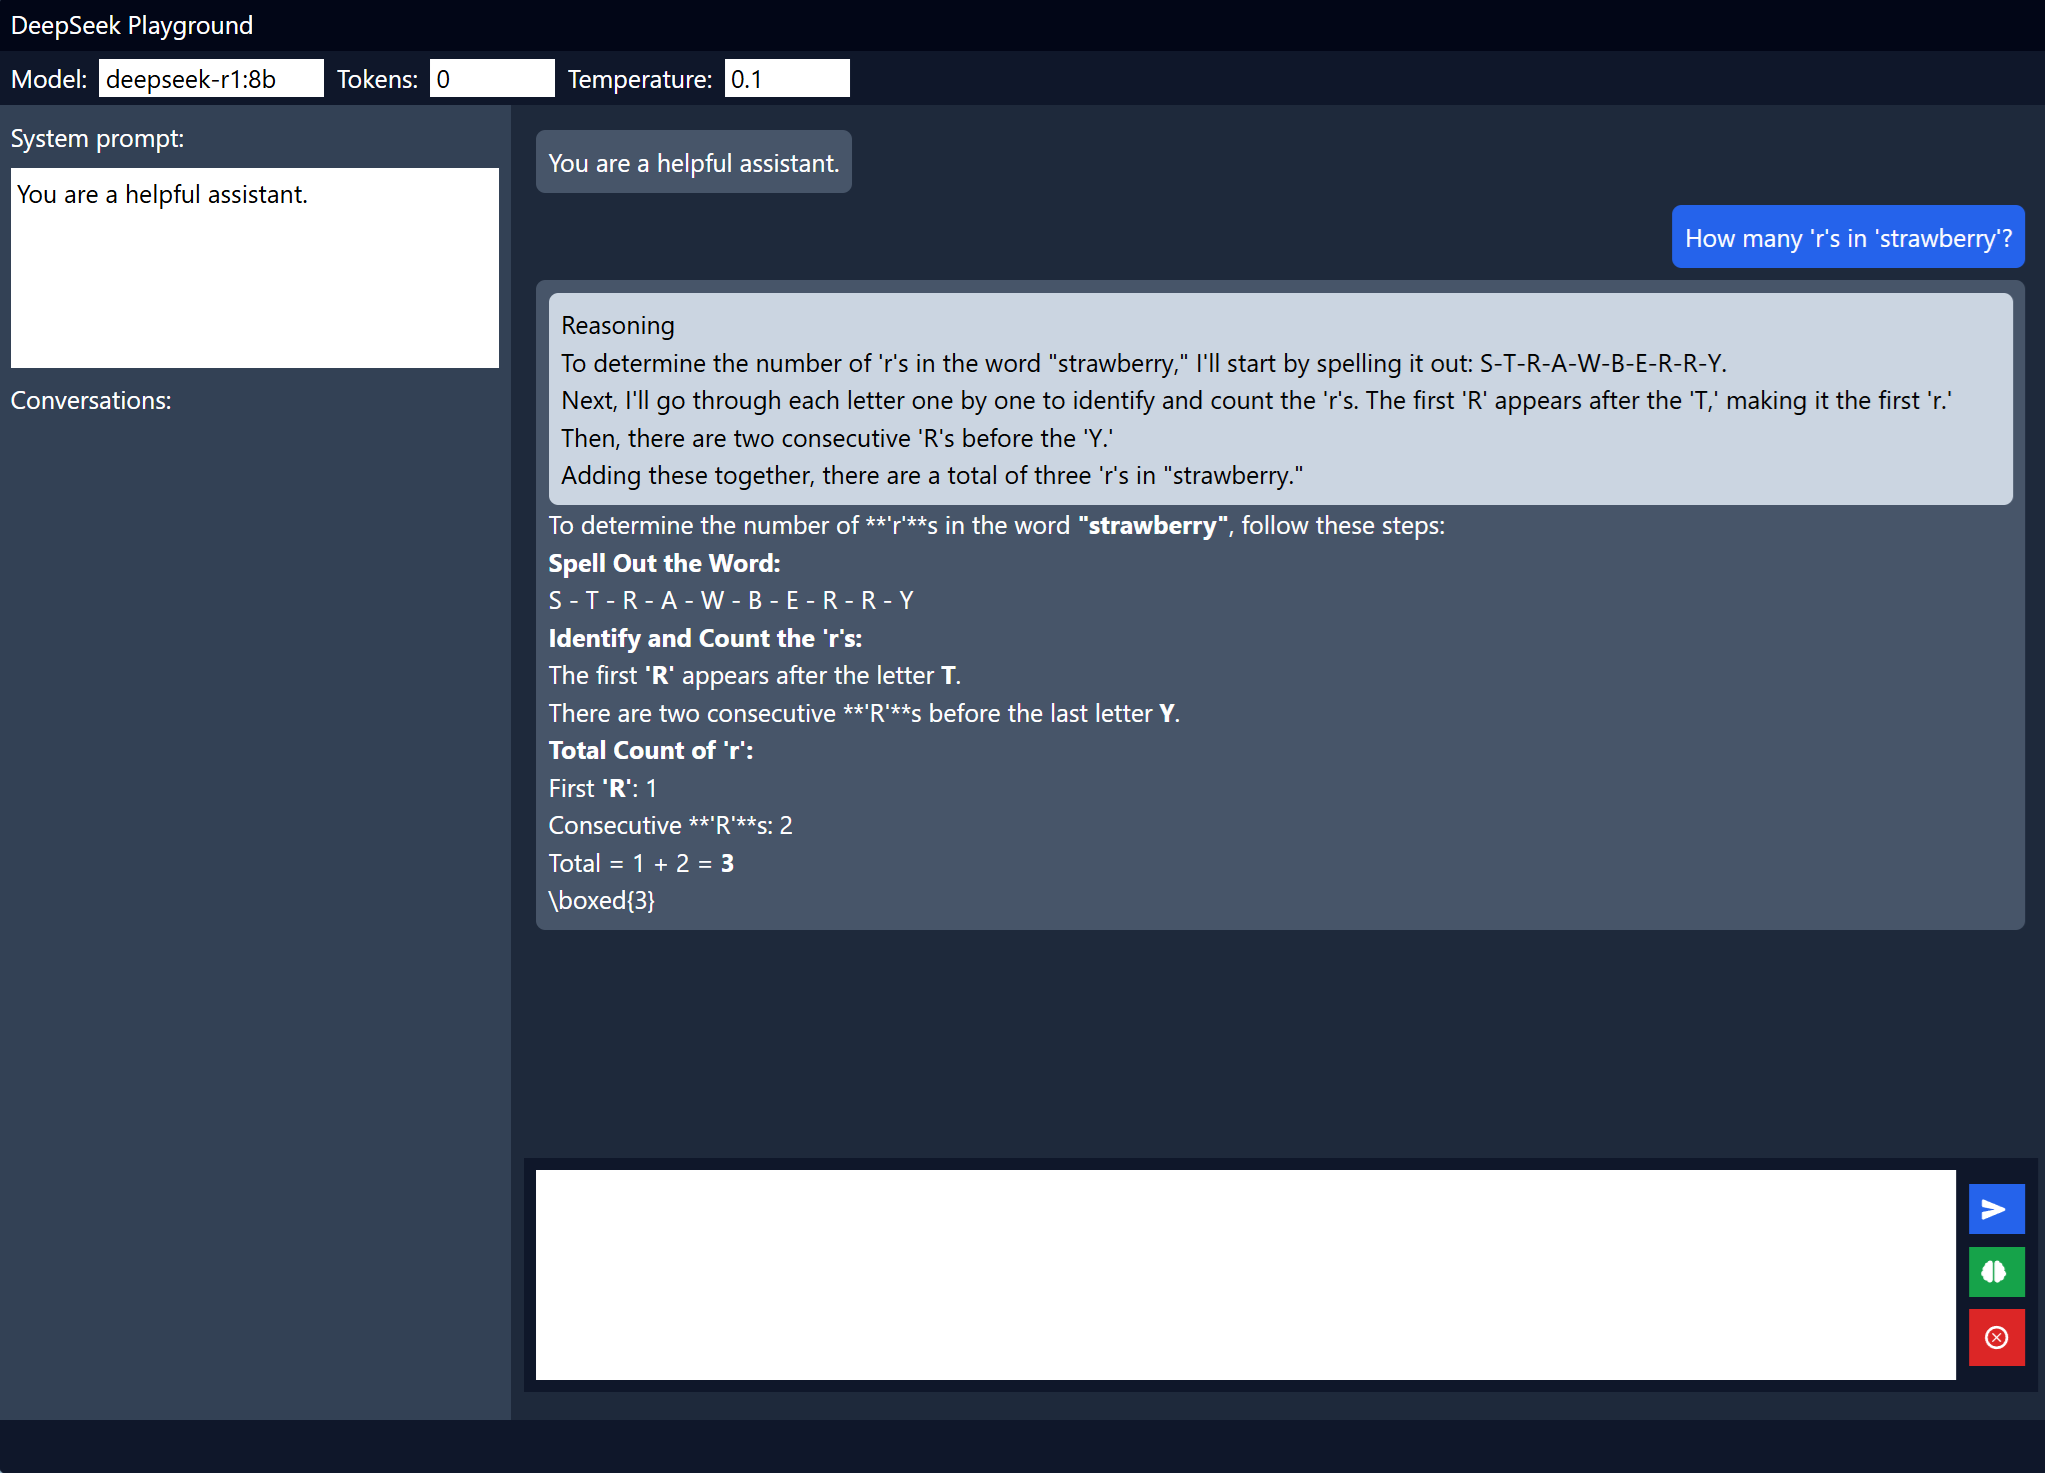 DeepSeek Playground
Model: deepseek-r1:8b Tokens: 0 Temperature: 0.1
System prompt:
You are a helpful assistant.
Conversations:
You are a helpful assistant.
How many 'r's in 'strawberry'?
Reasoning
To determine the number of 'r's in the word "strawberry," I'll start by spelling it out: S-T-R-A-W-B-E-R-R-Y.
Next, I'll go through each letter one by one to identify and count the 'r's. The first 'R' appears after the 'T,' making it the first 'r.'
Then, there are two consecutive 'R's before the 'Y.'
Adding these together, there are a total of three 'r's in "strawberry."
To determine the number of **'r'**s in the word "strawberry", follow these steps:
Spell Out the Word:
S - T - R - A - W - B - E - R - R - Y
Identify and Count the 'r's:
The first 'R' appears after the letter T.
There are two consecutive **'R'**s before the last letter Y.
Total Count of 'r':
First 'R': 1
Consecutive **'R'**s: 2
Total = 1 + 2 = 3
\boxed{3}